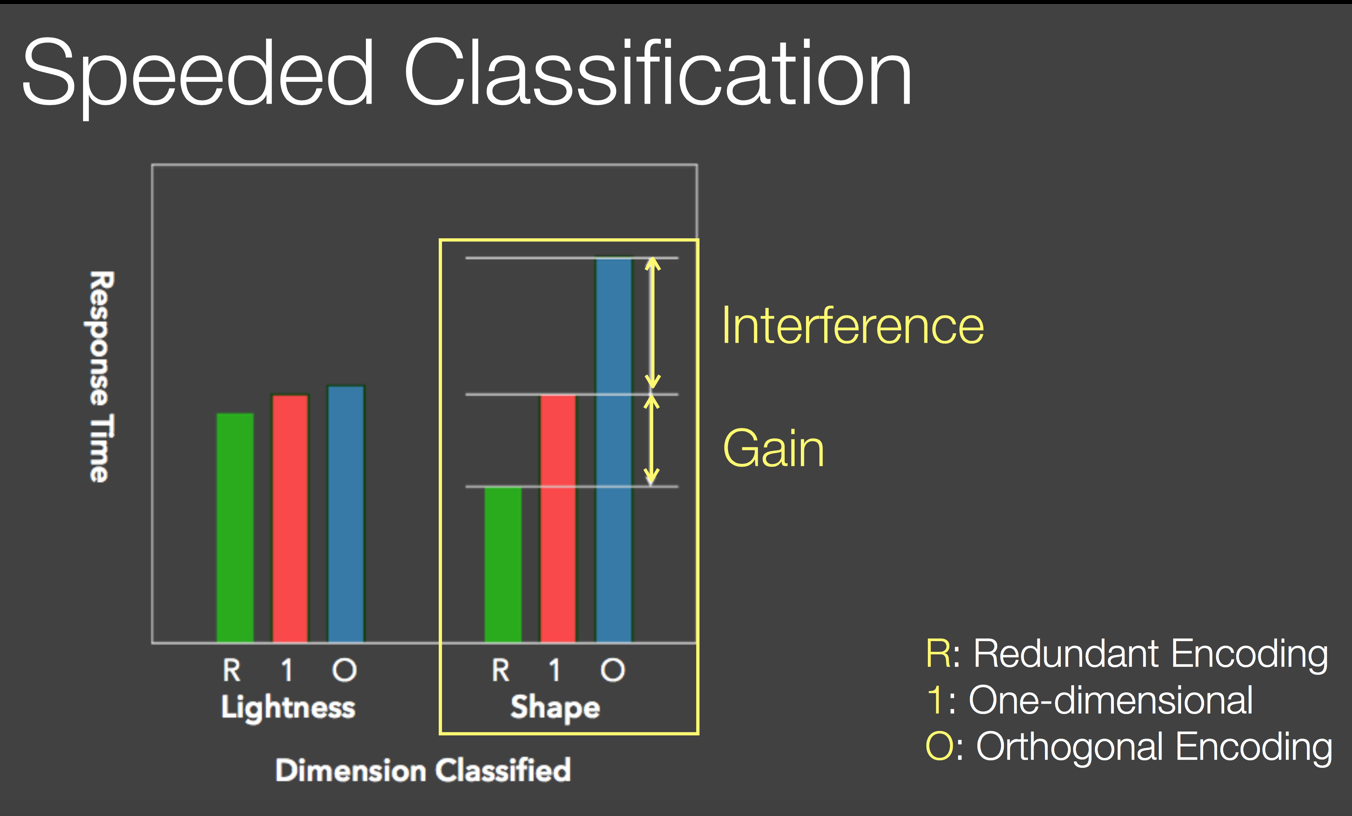 Speeded Classification
Response Time
Interference
Gain
R 1 O
Lightness
R 1 O
Shape
Dimension Classified
R: Redundant Encoding
1: One-dimensional
O: Orthogonal Encoding